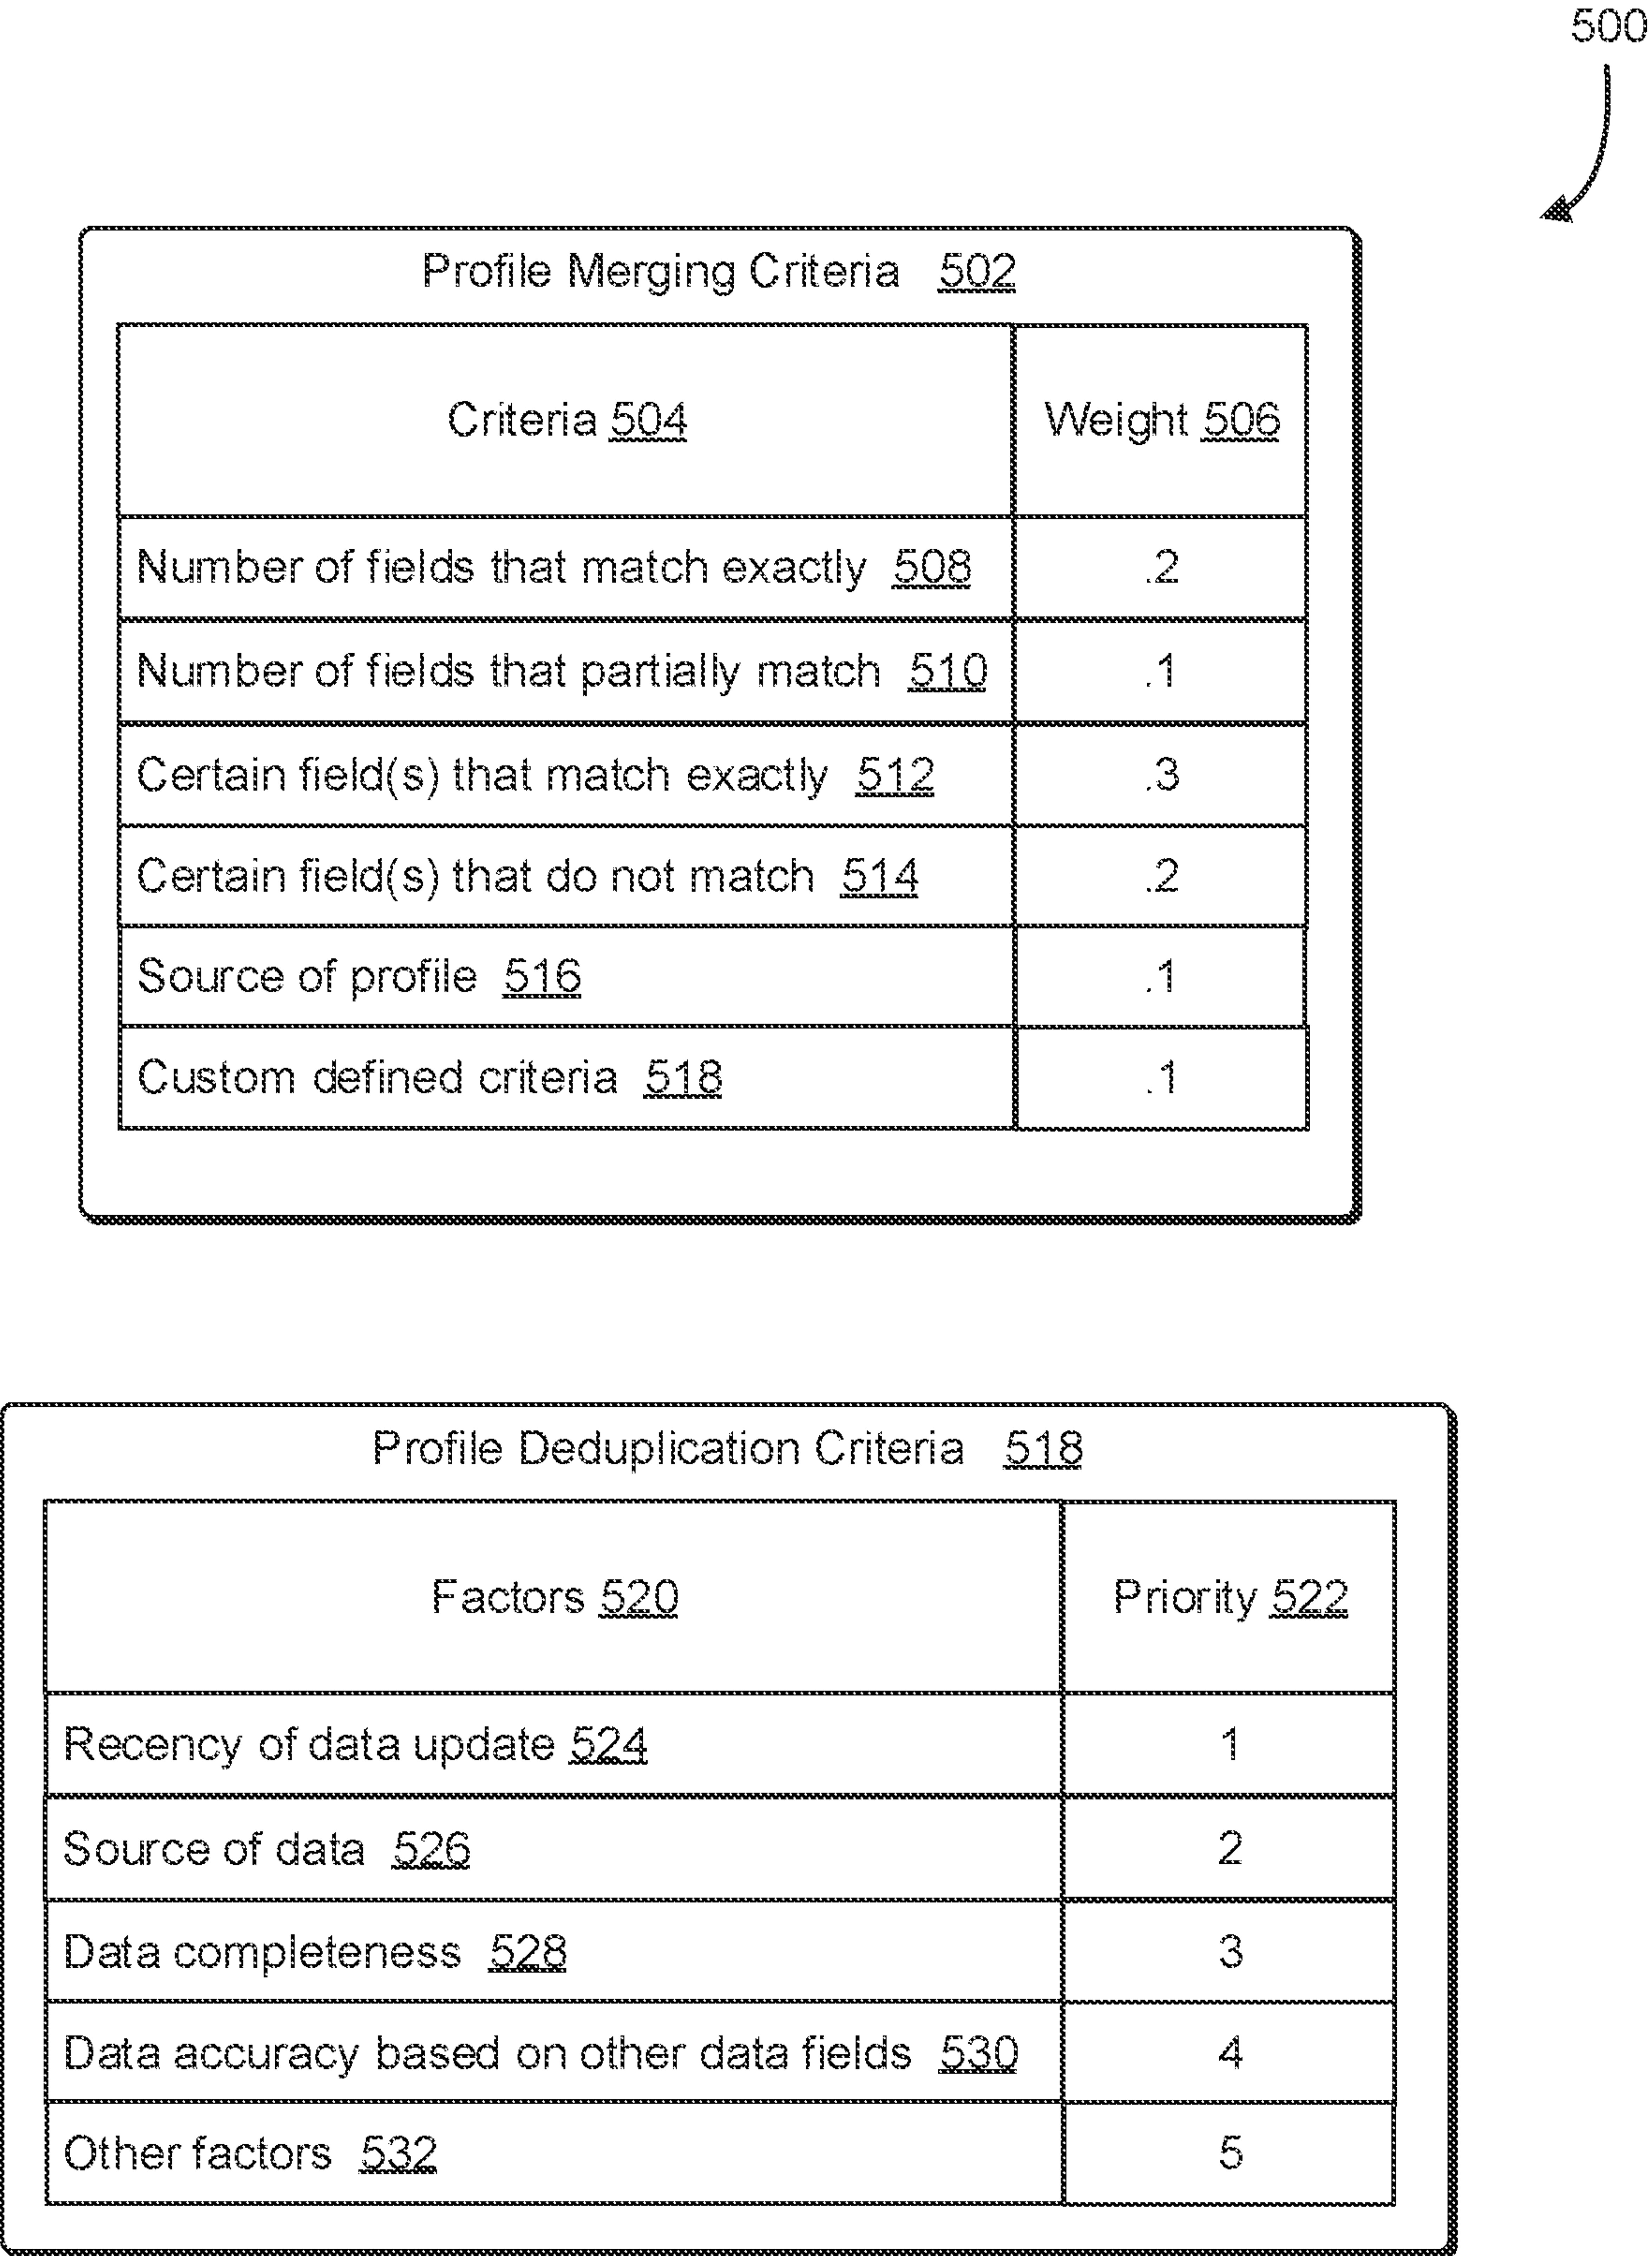 500
Profile Merging Criteria 502
Criteria 504 Weight 506
Number of fields that match exactly 508 .2
Number of fields that partially match 510 .1
Certain field(s) that match exactly 512 .3
Certain field(s) that do not match 514 .2
Source of profile 516 .1
Custom defined criteria 518 .1
Profile Deduplication Criteria 518
Factors 520 Priority 522
Recency of data update 524 1
Source of data 526 2
Data completeness 528 3
Data accuracy based on other data fields 530 4
Other factors 532 5